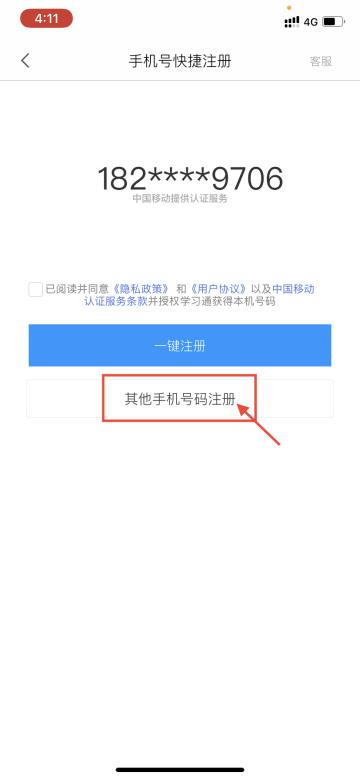 4:11
4G
手机号快捷注册
客服
182****9706
中国移动提供认证服务
已阅读并同意《隐私政策》 和《用户协议》以及中国移动
认证服务条款并授权学习通获得本机号码
一键注册
其他手机号码注册